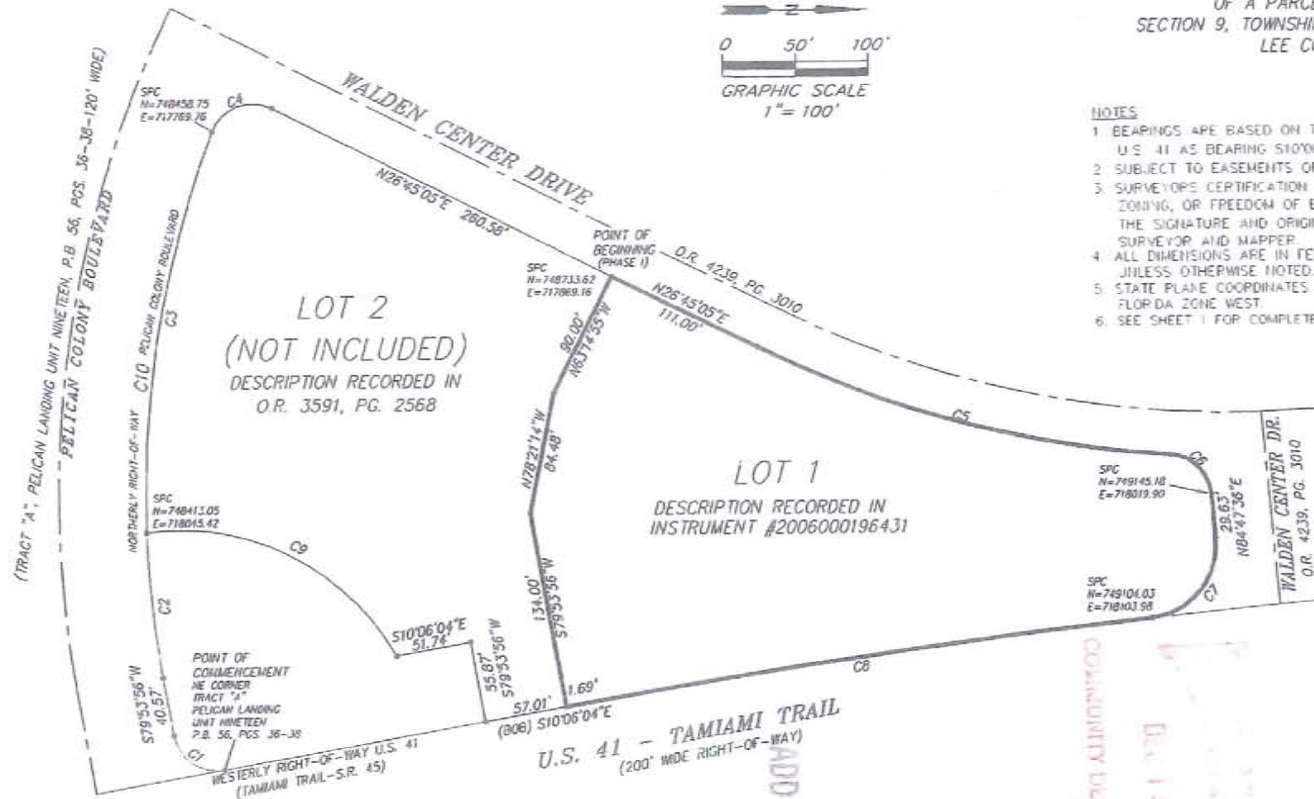 OF A PARCE
SECTION 9, TOWNSHI
LEE CO
Z
0 50' 100'
GRAPHIC SCALE
1"= 100'
NOTES
1 BEARINGS ARE BASED ON T
U.S. 41 AS BEARING S10°0
2 SUBJECT TO EASEMENTS O
3. SURVEYORS CERTIFICATION
ZONING, OR FREEDOM OF E
THE SIGNATURE AND ORIGIN
SURVEYOR AND MAPPER.
4. ALL DIMENSIONS ARE IN FE
UNLESS OTHERWISE NOTED.
5. STATE PLANE COORDINATES
FLORIDA ZONE WEST.
6. SEE SHEET 1 FOR COMPLETE
(TRACT "A", PELICAN LANDING UNIT NINETEEN, P.B. 56, PGS. 36-38-120' WIDE)
PELICAN COLONY BOULEVARD
SPC
N=748458.75
E=717769.76
C4
WALDEN CENTER DRIVE
N26°45'05"E 260.58'
POINT OF
BEGINNING
(PHASE I)
SPC
N=748733.62
E=717869.16
O.R. 4239, PG. 3010
N26°45'05"E
111.00'
NORTHERLY RIGHT-OF-WAY C10 PELICAN COLONY BOULEVARD
C3
LOT 2
(NOT INCLUDED)
DESCRIPTION RECORDED IN
O.R. 3591, PG. 2568
90.00'
N63°14'55"W
N78°21'14"W
84.48'
C5
C6
LOT 1
DESCRIPTION RECORDED IN
INSTRUMENT #2006000196431
SPC
N=749145.18
E=718019.90
29.63'
N84°47'36"E
WALDEN CENTER DR.
O.R. 4239, PG. 3010
SPC
N=748413.05
E=718045.42
C9
C2
134.00'
S79°53'56"W
SPC
N=749104.03
E=718103.98
C7
S10°06'04"E
51.74'
55.87'
S79°53'56"W
C8
S79°53'56"W
40.57'
POINT OF
COMMENCEMENT
NE CORNER
TRACT "A"
PELICAN LANDING
UNIT NINETEEN
P.B. 56, PGS. 36-38
C1
57.01'
1.69'
(BOB) S10°06'04"E
WESTERLY RIGHT-OF-WAY U.S. 41
(TAMIAMI TRAIL-S.R. 45)
U.S. 41 - TAMIAMI TRAIL
(200' WIDE RIGHT-OF-WAY)
ADD
COMMUNITY DE
DEC 1